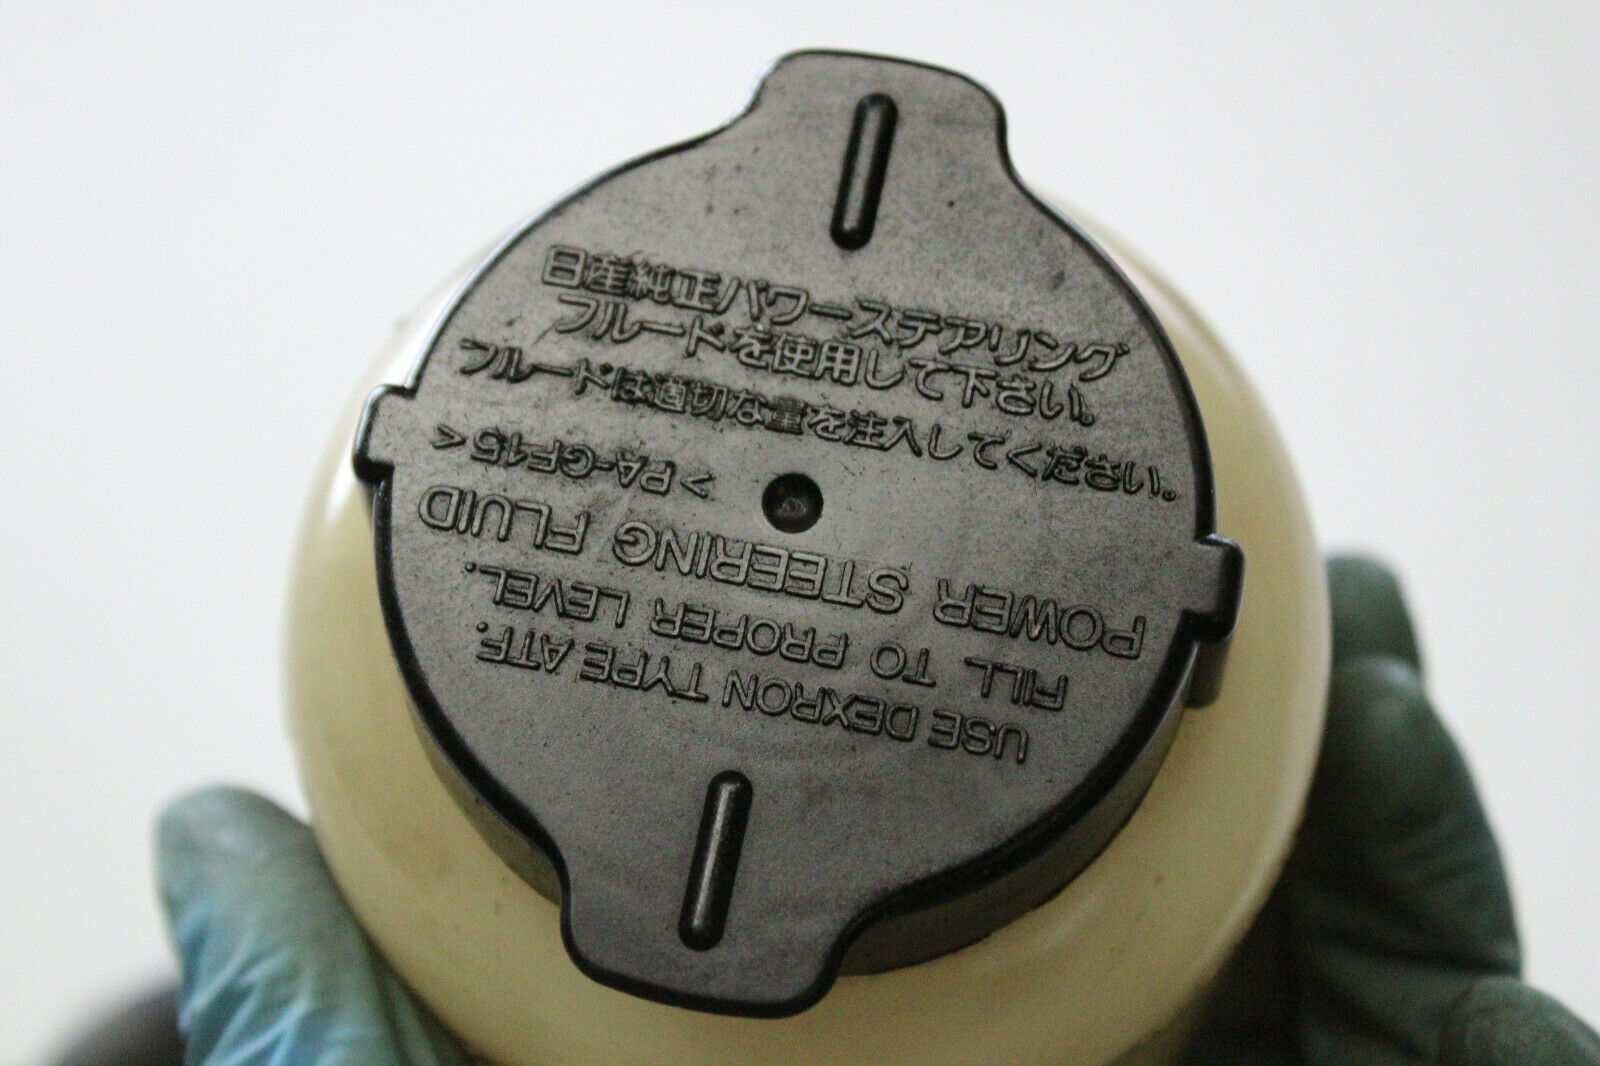 日産純正パワーステアリング
フルードを使用して下さい。
フルードは適切な量を注入してください。
> PA-GF15 <
POWER STEERING FLUID
FILL TO PROPER LEVEL.
USE DEXRON TYPE ATF.